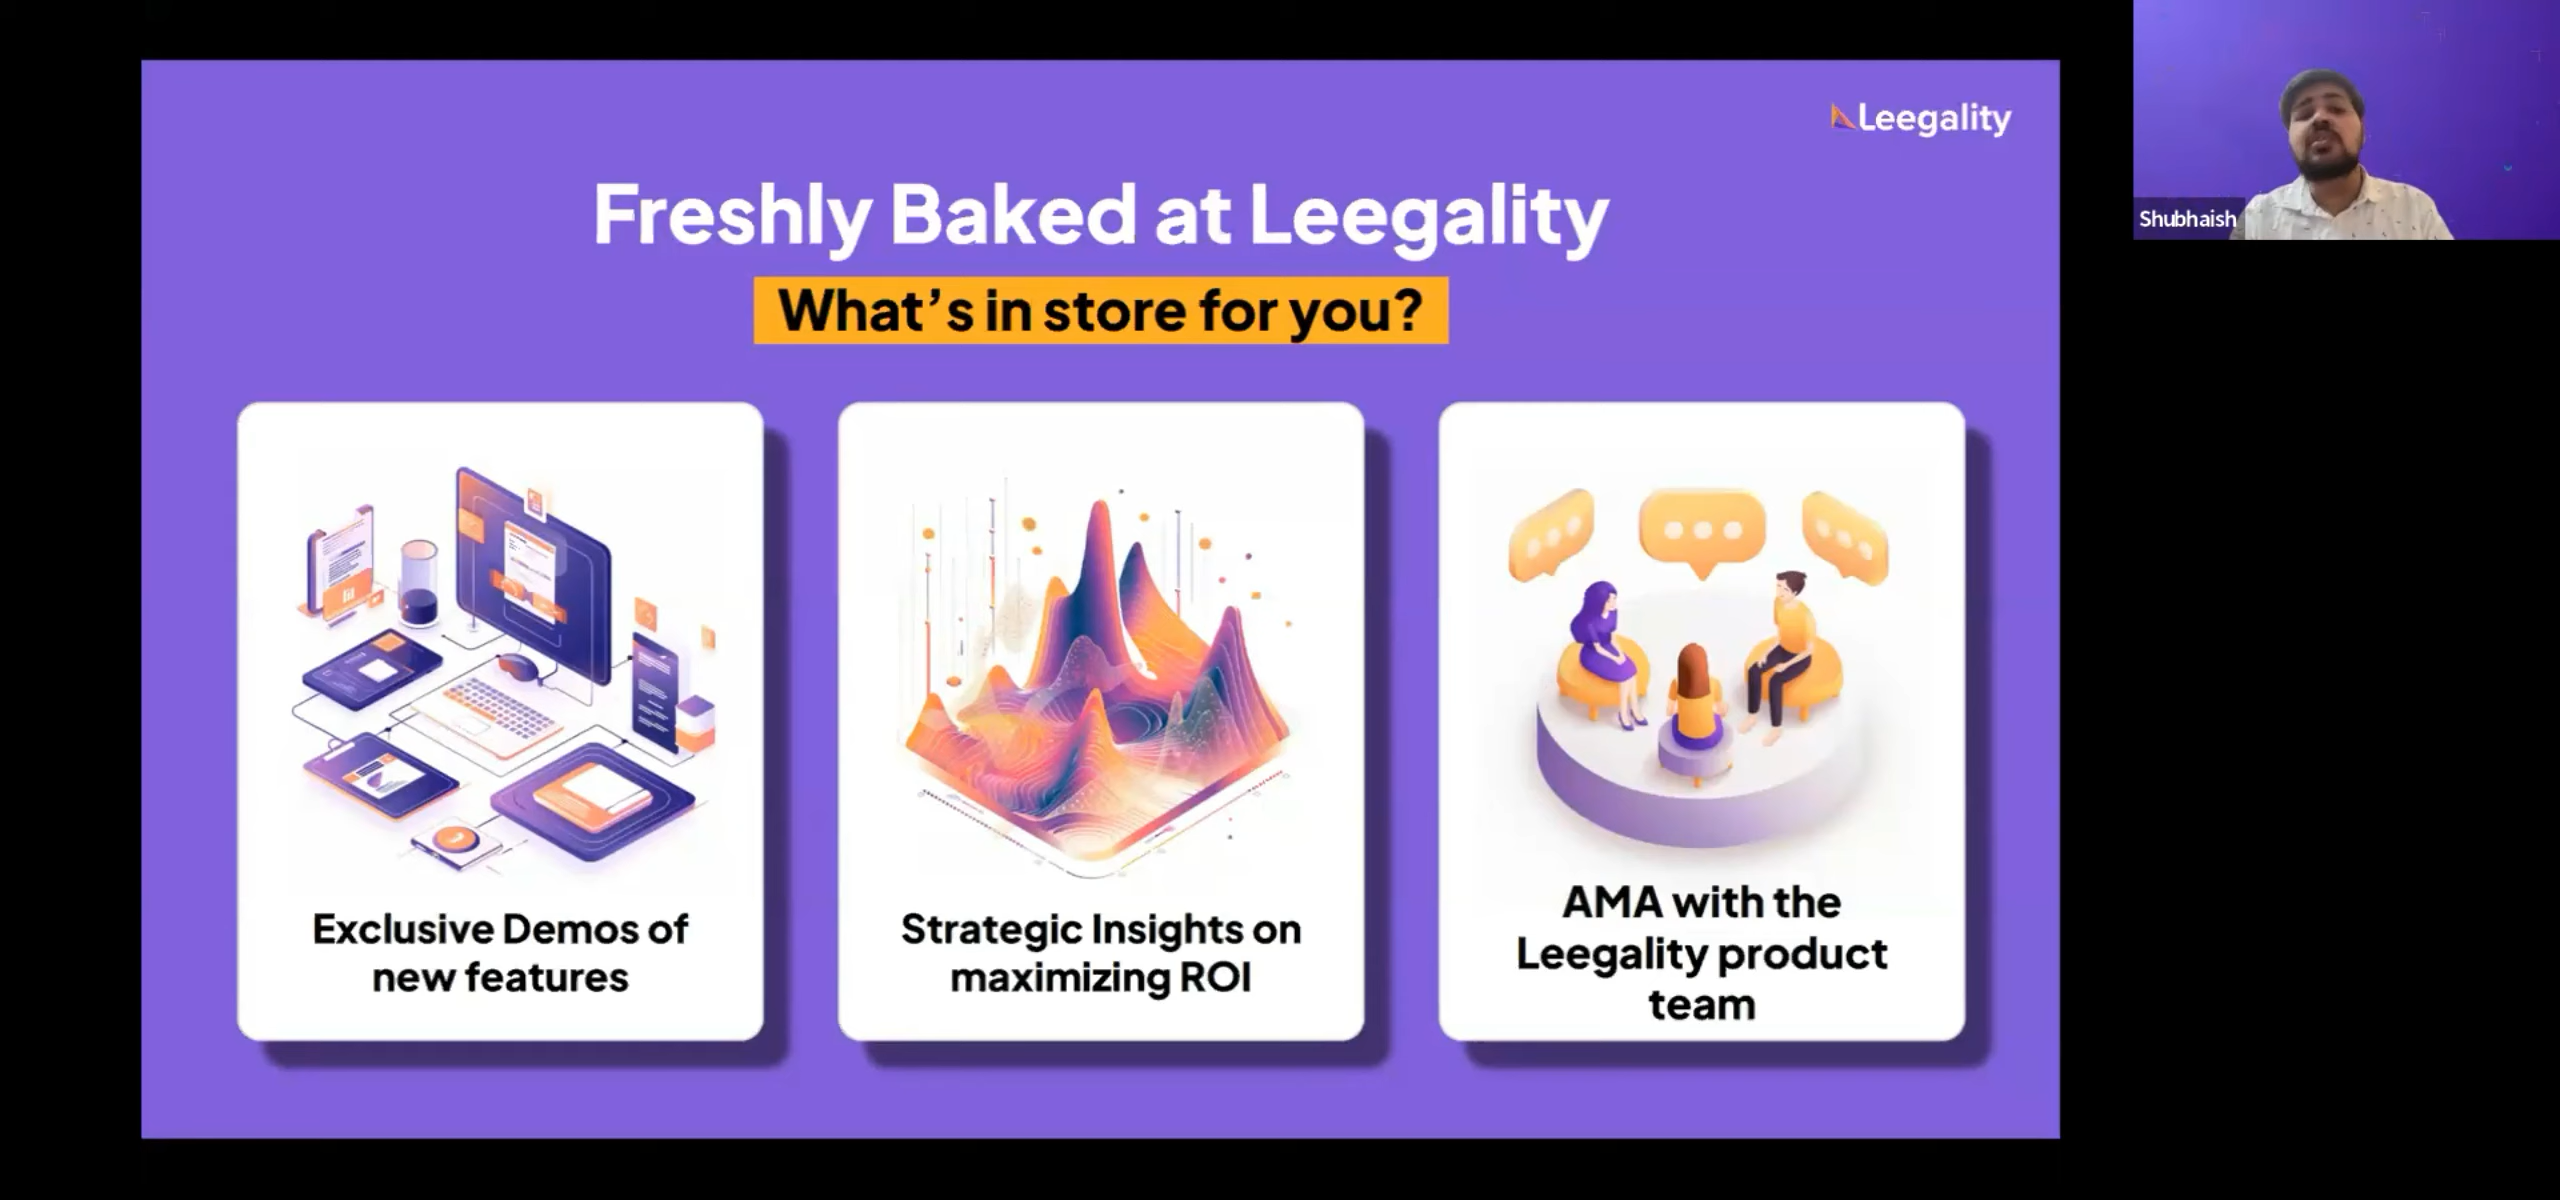 Leegality
Freshly Baked at Leegality
What's in store for you?
Exclusive Demos of
new features
Strategic Insights on
maximizing ROI
AMA with the
Leegality product
team
Shubhaish